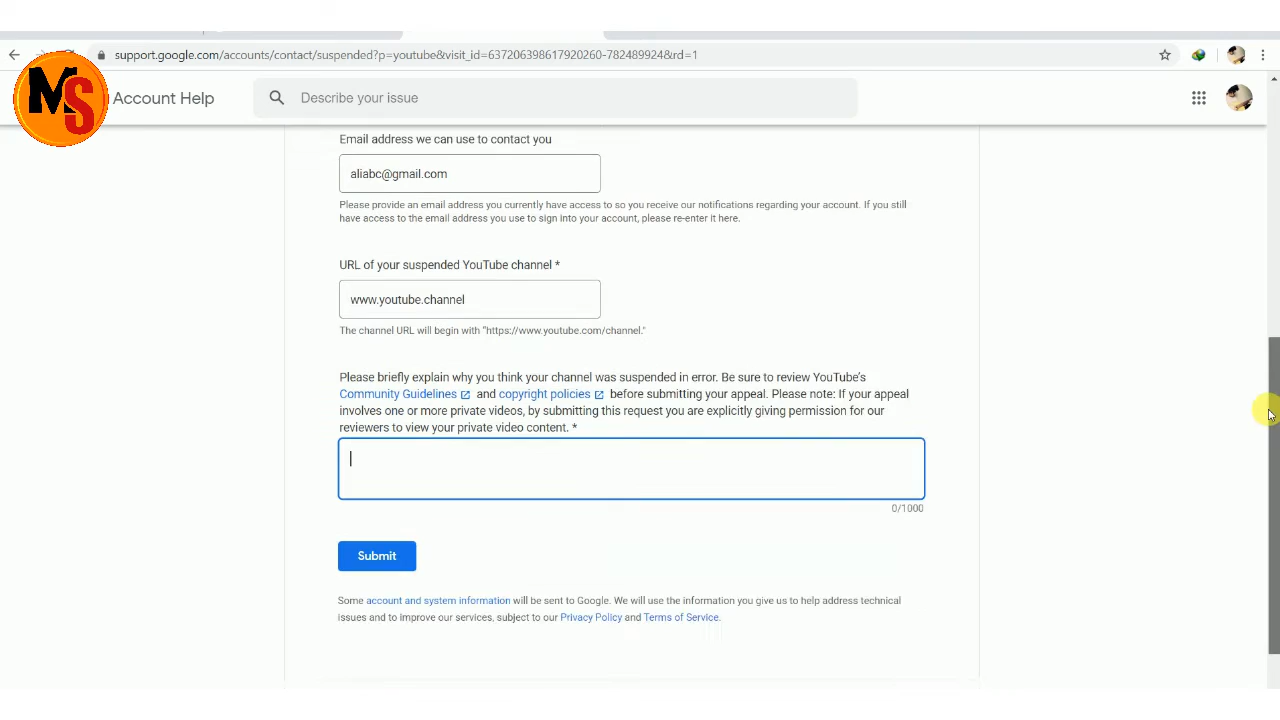 support.google.com/accounts/contact/suspended?p=youtube&visit_id=637206398617920260-782489924&rd=1
MS
Account Help
Describe your issue
Email address we can use to contact you
aliabc@gmail.com
Please provide an email address you currently have access to so you receive our notifications regarding your account. If you still
have access to the email address you use to sign into your account, please re-enter it here.
URL of your suspended YouTube channel *
www.youtube.channel
The channel URL will begin with "https://www.youtube.com/channel."
Please briefly explain why you think your channel was suspended in error. Be sure to review YouTube's
Community Guidelines and copyright policies before submitting your appeal. Please note: If your appeal
involves one or more private videos, by submitting this request you are explicitly giving permission for our
reviewers to view your private video content. *
0/1000
Submit
Some account and system information will be sent to Google. We will use the information you give us to help address technical
issues and to improve our services, subject to our Privacy Policy and Terms of Service.